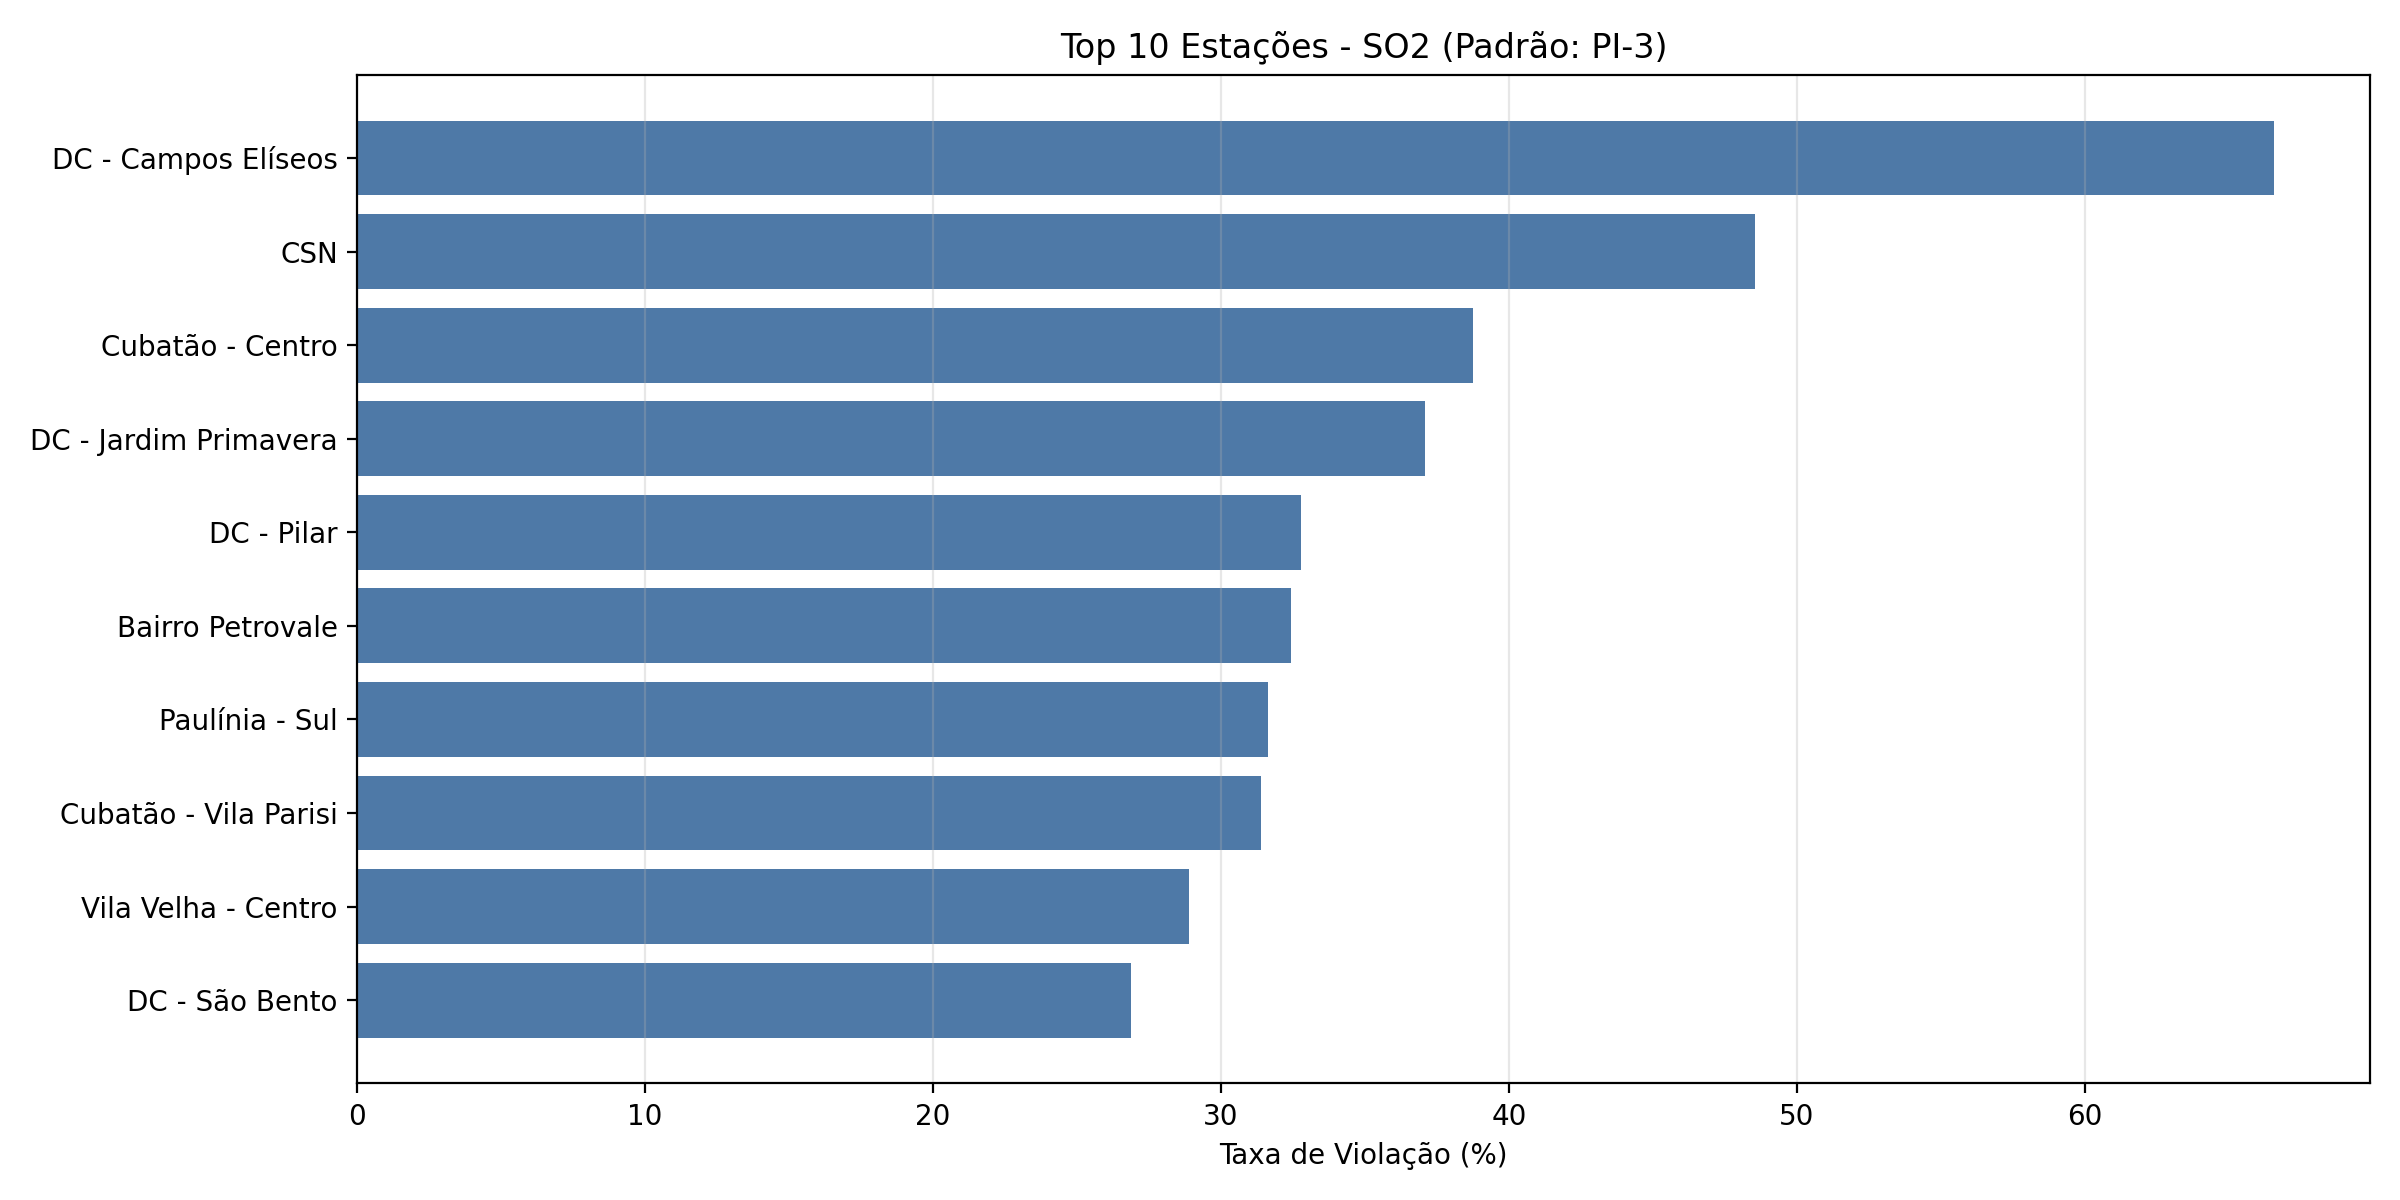 Top 10 Estações - SO2 (Padrão: PI-3)
DC - Campos Elíseos
CSN
Cubatão - Centro
DC - Jardim Primavera
DC - Pilar
Bairro Petrovale
Paulínia - Sul
Cubatão - Vila Parisi
Vila Velha - Centro
DC - São Bento
0 10 20 30 40 50 60
Taxa de Violação (%)